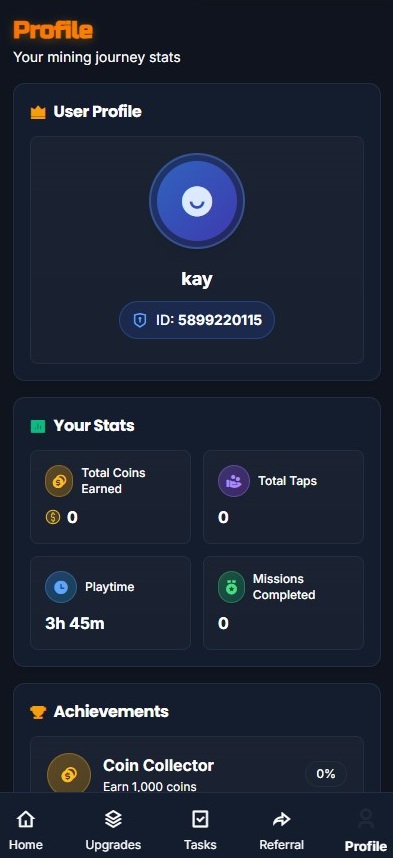 Profile
Your mining journey stats
User Profile
kay
ID: 5899220115
Your Stats
Total Coins
Earned
0
Total Taps
0
Playtime
3h 45m
Missions
Completed
0
Achievements
Coin Collector
Earn 1,000 coins
0%
Home
Upgrades
Tasks
Referral
Profile